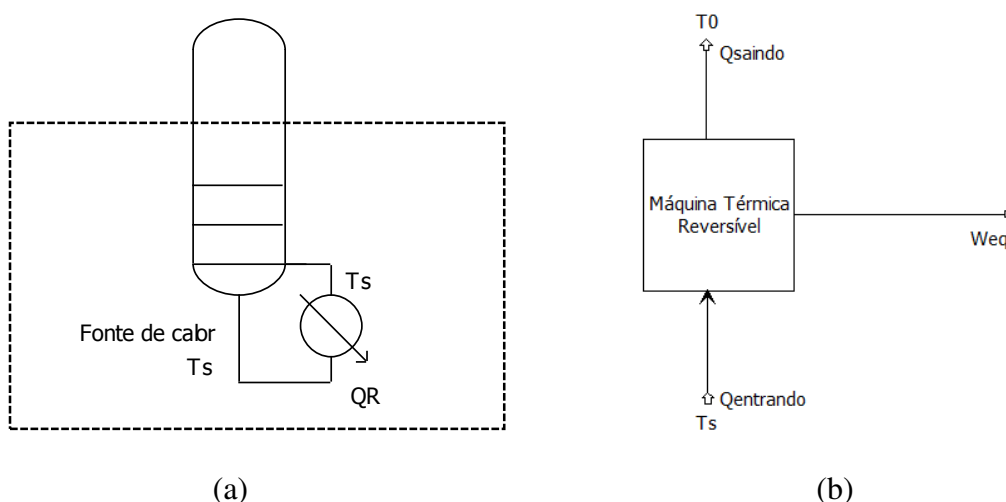 Ts
Fonte de cabr
Ts
QR
(a)
T0
Qsaindo
Máquina Térmica
Reversível
Weq
Qentrando
Ts
(b)